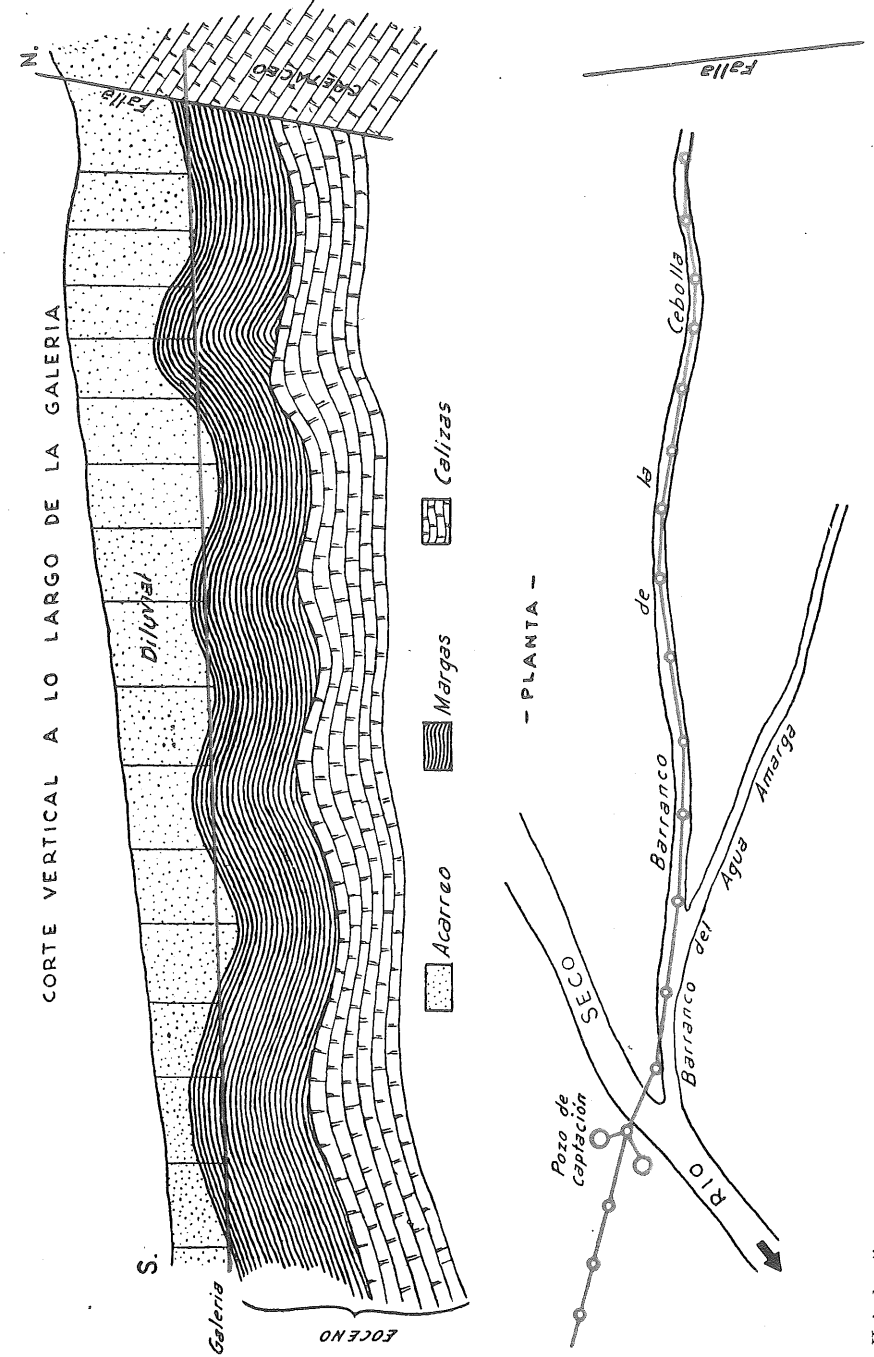 CORTE VERTICAL A LO LARGO DE LA GALERIA
S.
N.
Falla
CRETACEO
Diluvial
Galeria
EOCENO
Acarreo
Margas
Calizas
- PLANTA -
RIO SECO
Pozo de
captación
Barranco de la Cebolla
Barranco del Agua Amarga
Falla